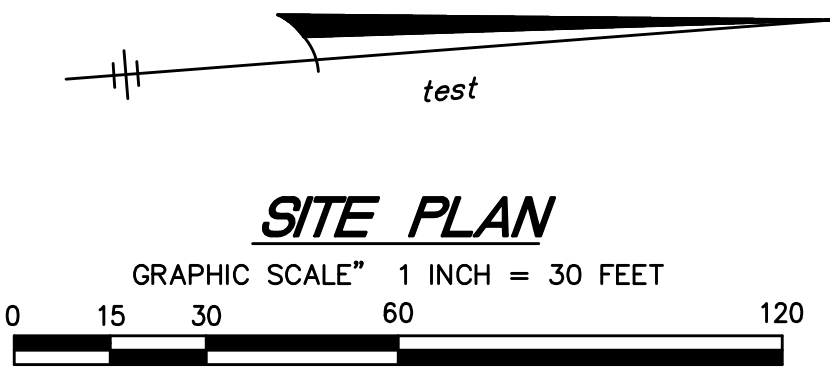 test
SITE PLAN
GRAPHIC SCALE” 1 INCH = 30 FEET
0 15 30 60 120